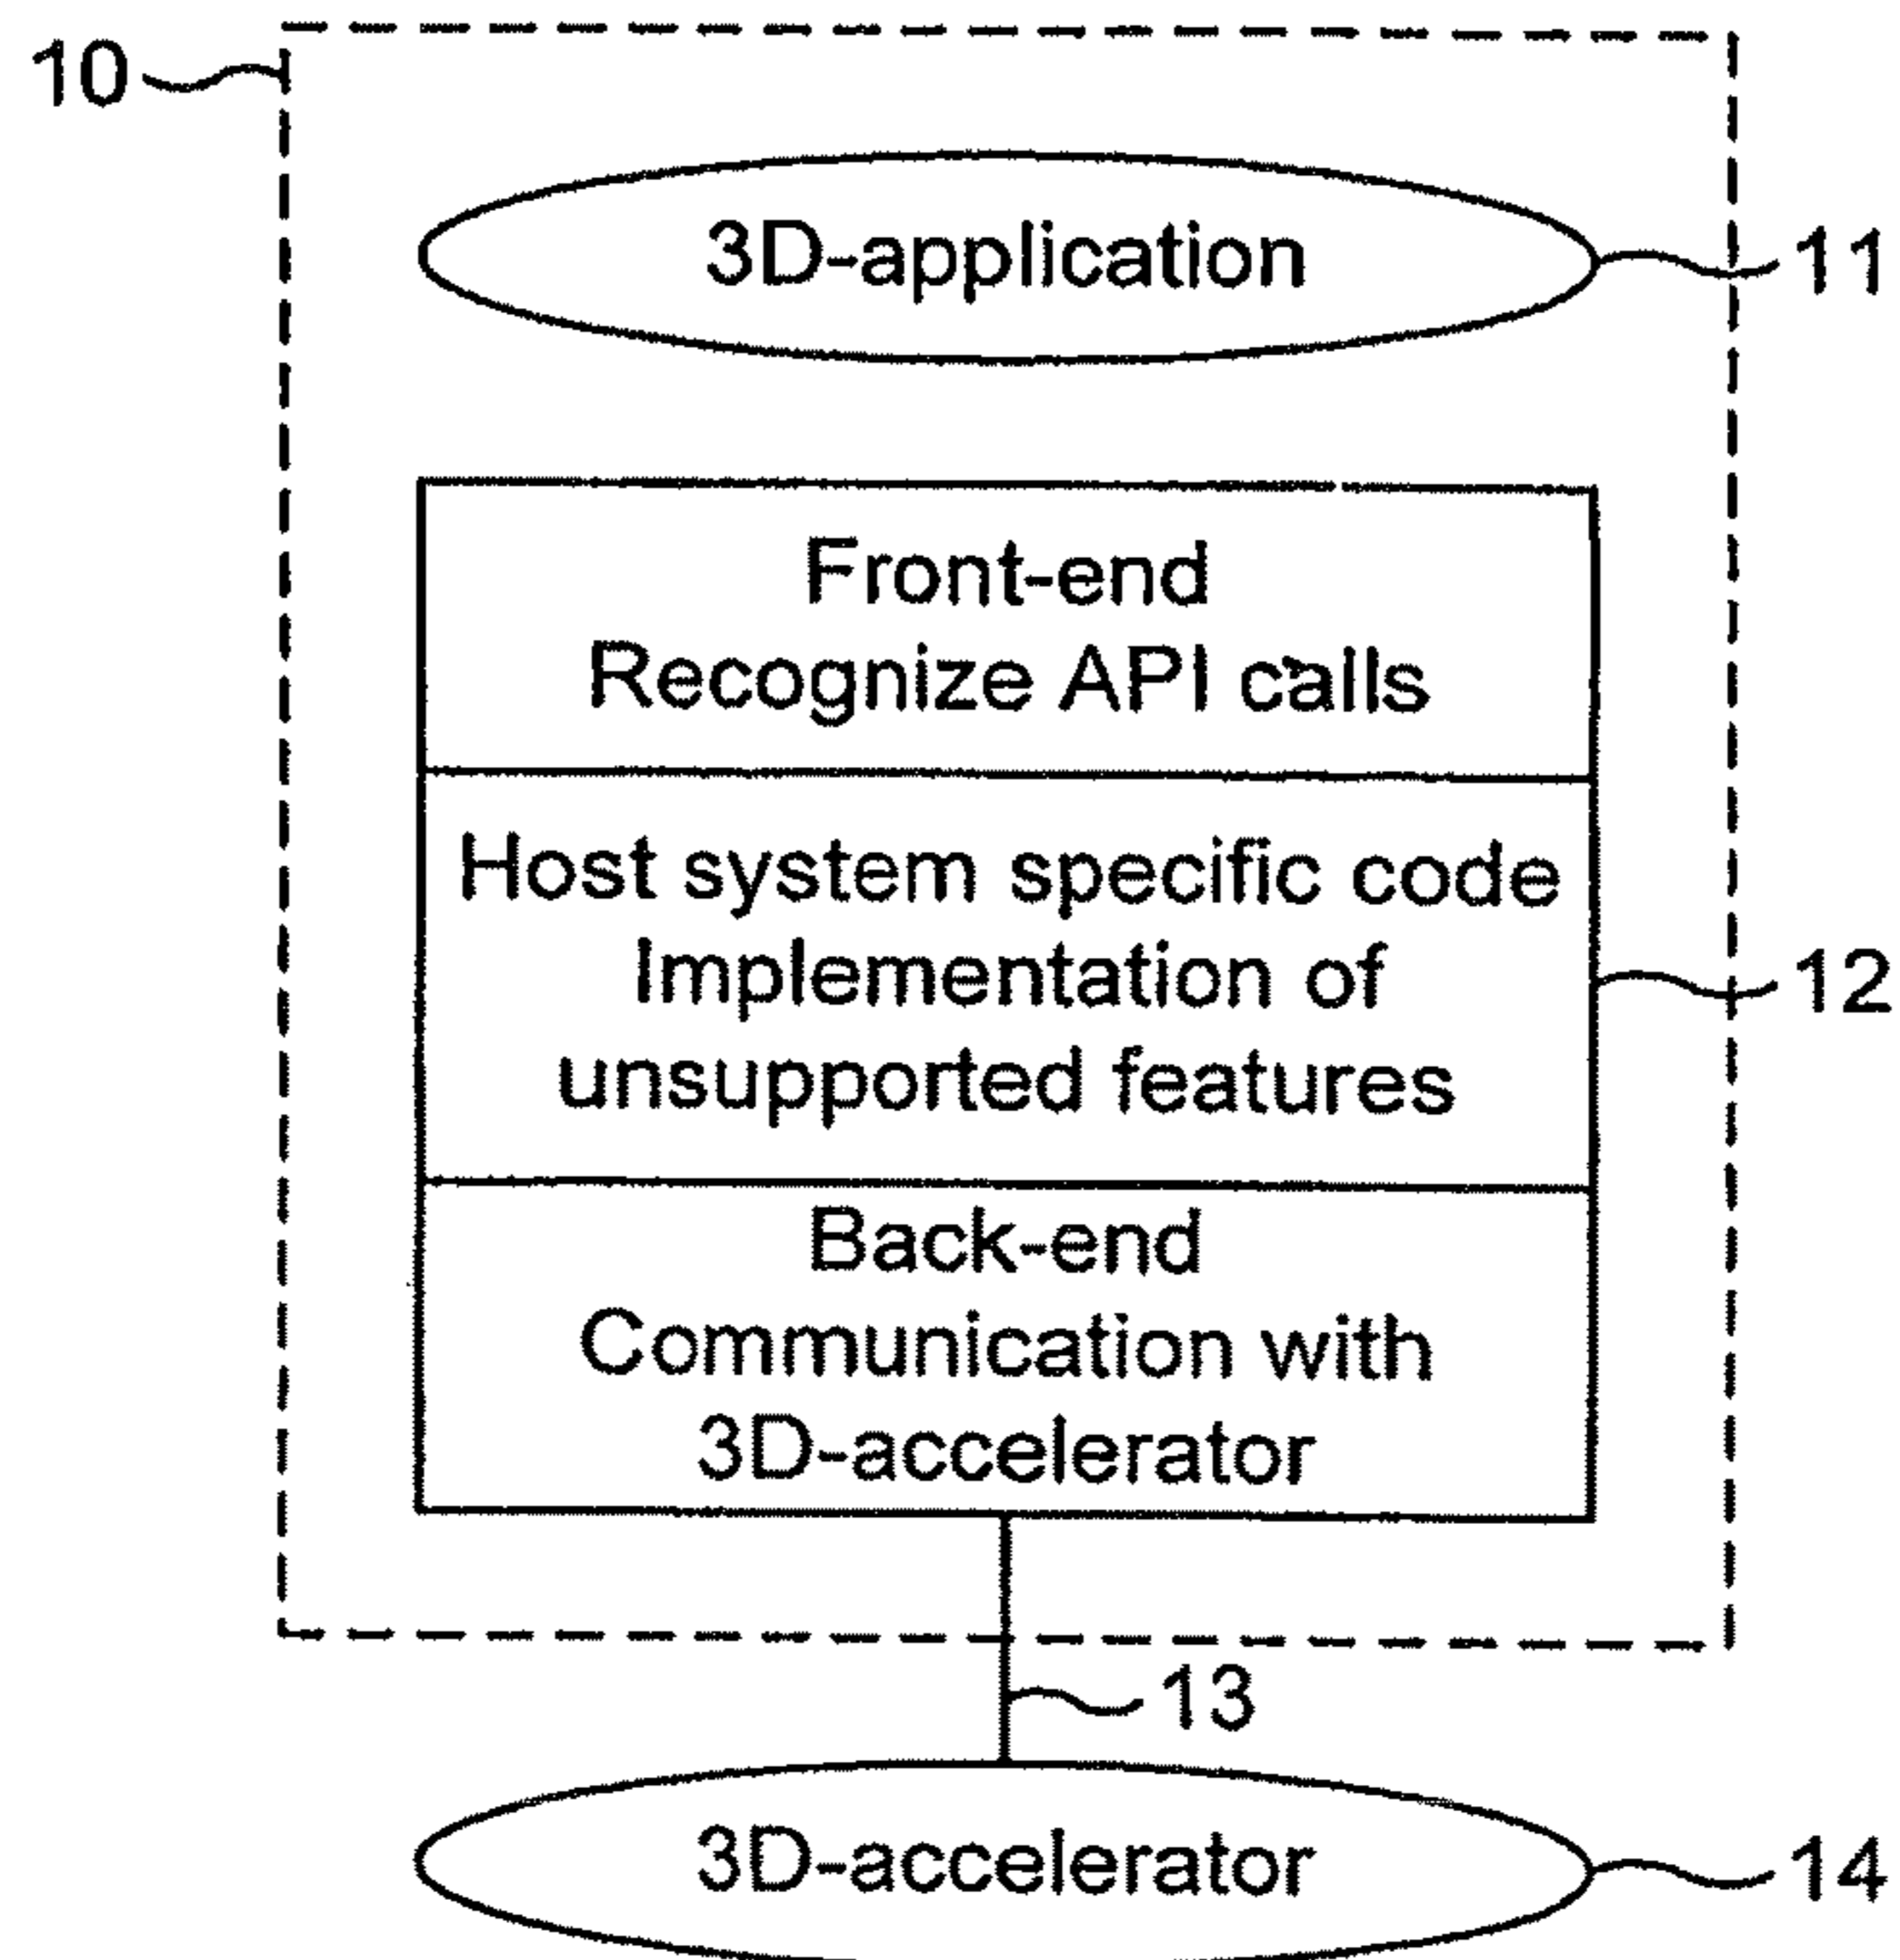 10
3D-application
11
Front-end
Recognize API calls
Host system specific code
Implementation of
unsupported features
12
Back-end
Communication with
3D-accelerator
13
3D-accelerator
14